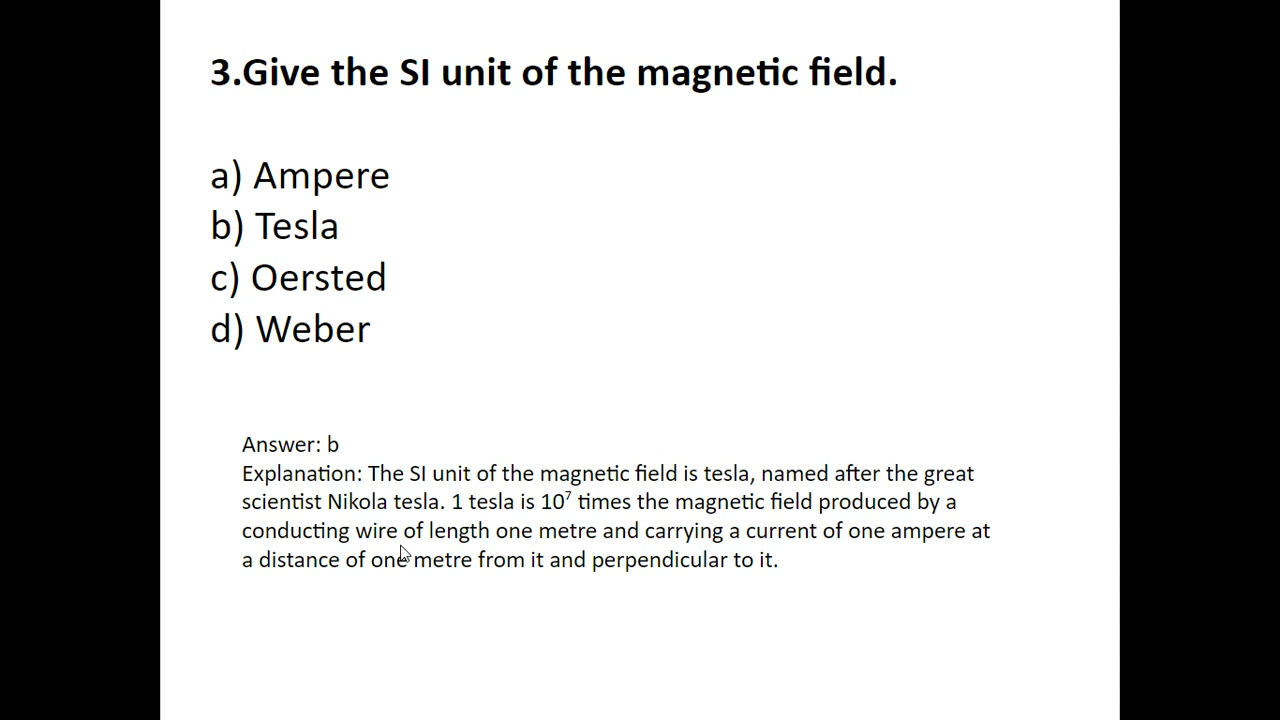 3.Give the SI unit of the magnetic field.
a) Ampere
b) Tesla
c) Oersted
d) Weber
Answer: b
Explanation: The SI unit of the magnetic field is tesla, named after the great
scientist Nikola tesla. 1 tesla is 10⁷ times the magnetic field produced by a
conducting wire of length one metre and carrying a current of one ampere at
a distance of one metre from it and perpendicular to it.